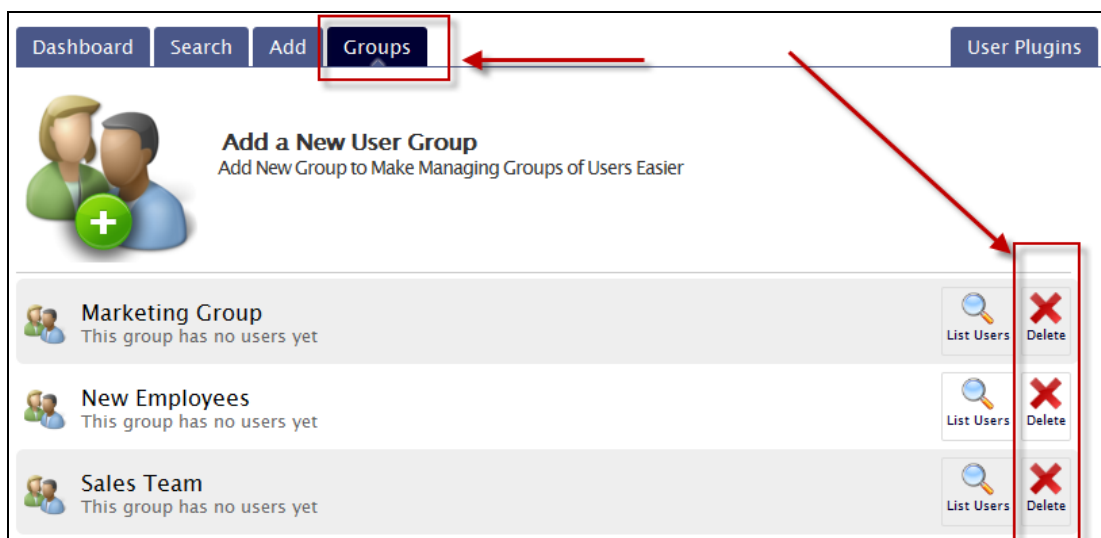 Dashboard Search Add Groups User Plugins
Add a New User Group
Add New Group to Make Managing Groups of Users Easier
Marketing Group
This group has no users yet
List Users Delete
New Employees
This group has no users yet
List Users Delete
Sales Team
This group has no users yet
List Users Delete